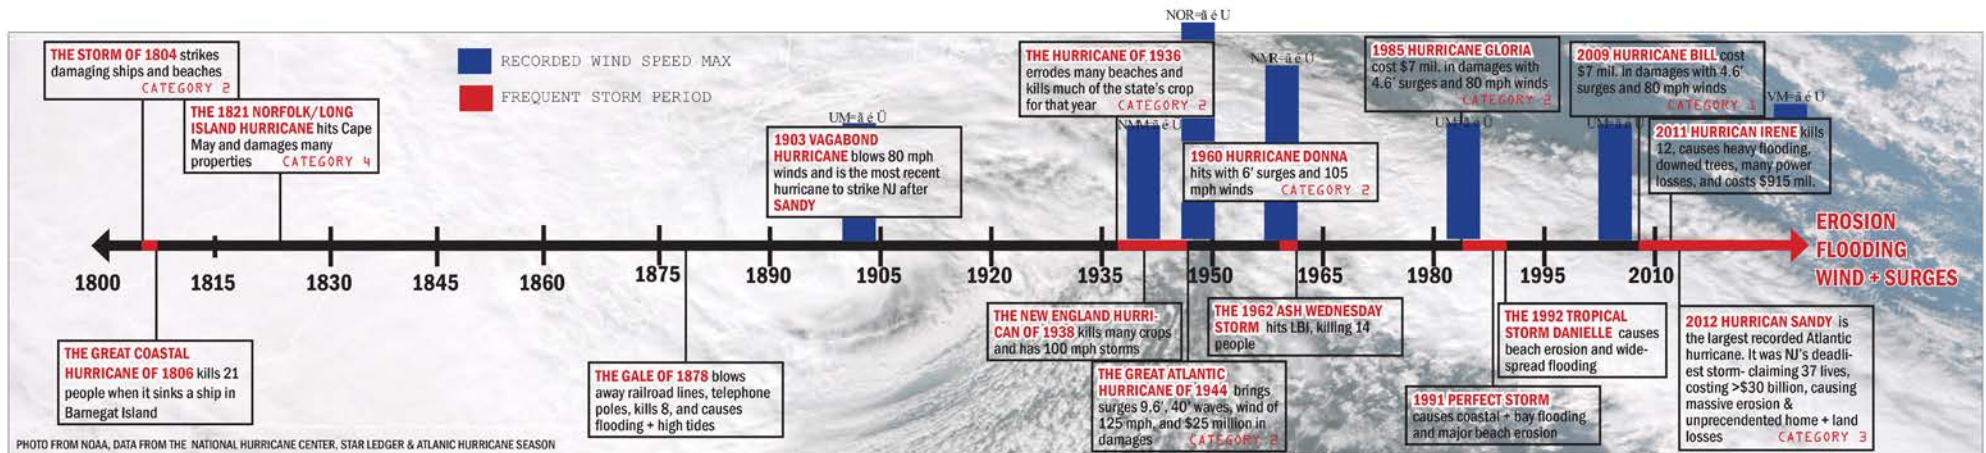 THE STORM OF 1804 strikes
damaging ships and beaches
CATEGORY 2
THE 1821 NORFOLK/LONG
ISLAND HURRICANE hits Cape
May and damages many
properties CATEGORY 4
RECORDED WIND SPEED MAX
FREQUENT STORM PERIOD
UM=ã é Ü
1903 VAGABOND
HURRICANE blows 80 mph
winds and is the most recent
hurricane to strike NJ after
SANDY
THE HURRICANE OF 1936
errodes many beaches and
kills much of the state's crop
for that year CATEGORY 2
NOR=ã é Ü
1960 HURRICANE DONNA
hits with 6' surges and 105
mph winds CATEGORY 2
1985 HURRICANE GLORIA
cost $7 mil. in damages with
4.6' surges and 80 mph winds
CATEGORY 2
2009 HURRICANE BILL cost
$7 mil. in damages with 4.6'
surges and 80 mph winds
CATEGORY 1
2011 HURRICAN IRENE kills
12, causes heavy flooding,
downed trees, many power
losses, and costs $915 mil.
EROSION
FLOODING
WIND + SURGES
1800
1815
1830
1845
1860
1875
1890
1905
1920
1935
1950
1965
1980
1995
2010
THE GREAT COASTAL
HURRICANE OF 1806 kills 21
people when it sinks a ship in
Barnegat Island
THE GALE OF 1878 blows
away railroad lines, telephone
poles, kills 8, and causes
flooding + high tides
THE NEW ENGLAND HURRI-
CAN OF 1938 kills many crops
and has 100 mph storms
THE GREAT ATLANTIC
HURRICANE OF 1944 brings
surges 9.6', 40' waves, wind of
125 mph, and $25 million in
damages CATEGORY 2
THE 1962 ASH WEDNESDAY
STORM hits LBI, killing 14
people
1991 PERFECT STORM
causes coastal + bay flooding
and major beach erosion
THE 1992 TROPICAL
STORM DANIELLE causes
beach erosion and wide-
spread flooding
2012 HURRICAN SANDY is
the largest recorded Atlantic
hurricane. It was NJ's deadli-
est storm- claiming 37 lives,
costing >$30 billion, causing
massive erosion &
unprecendented home + land
losses CATEGORY 3
PHOTO FROM NOAA, DATA FROM THE NATIONAL HURRICANE CENTER, STAR LEDGER & ATLANIC HURRICANE SEASON